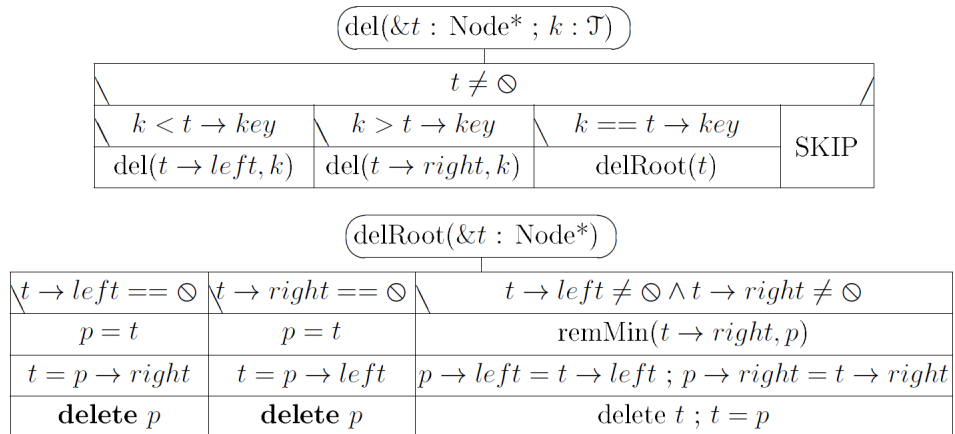 del(&t : Node* ; k : 𝒯)
t ≠ ⦸
k < t → key k > t → key k == t → key SKIP
del(t → left, k) del(t → right, k) delRoot(t)
delRoot(&t : Node*)
t → left == ⦸ t → right == ⦸ t → left ≠ ⦸ ∧ t → right ≠ ⦸
p = t p = t remMin(t → right, p)
t = p → right t = p → left p → left = t → left ; p → right = t → right
delete p delete p delete t ; t = p